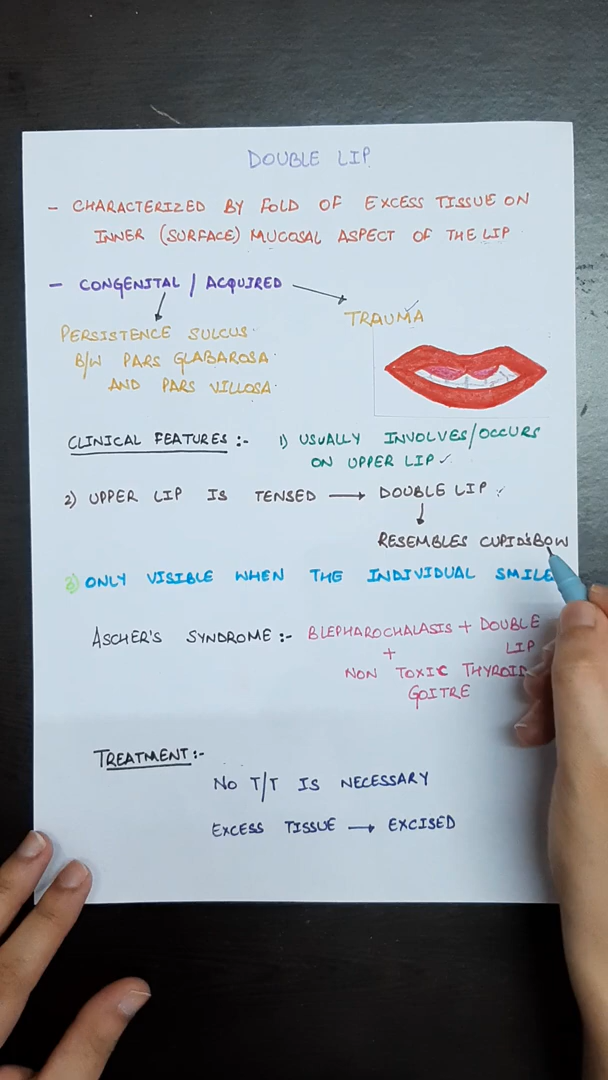 DOUBLE LIP
- CHARACTERIZED BY FOLD OF EXCESS TISSUE ON
INNER (SURFACE) MUCOSAL ASPECT OF THE LIP
- CONGENITAL / ACQUIRED
TRAUMA
PERSISTENCE SULCUS
B/W PARS GLABAROSA
AND PARS VILLOSA
CLINICAL FEATURES :- 1) USUALLY INVOLVES/OCCURS
ON UPPER LIP
2) UPPER LIP IS TENSED → DOUBLE LIP
RESEMBLES CUPID'S BOW
3) ONLY VISIBLE WHEN THE INDIVIDUAL SMILE
ASCHER'S SYNDROME :- BLEPHAROCHALASIS + DOUBLE
LIP
+
NON TOXIC THYROID
GOITRE
TREATMENT :-
NO T/T IS NECESSARY
EXCESS TISSUE → EXCISED